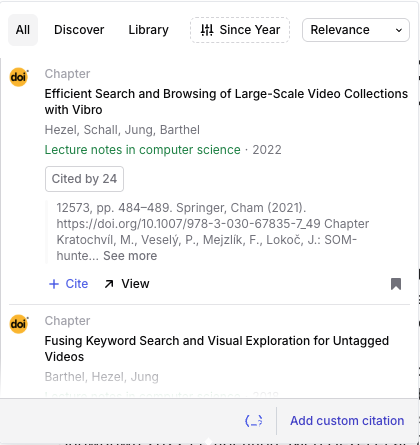 All Discover Library Since Year Relevance
doi
Chapter
Efficient Search and Browsing of Large-Scale Video Collections
with Vibro
Hezel, Schall, Jung, Barthel
Lecture notes in computer science · 2022
Cited by 24
12573, pp. 484–489. Springer, Cham (2021).
https://doi.org/10.1007/978-3-030-67835-7_49 Chapter
Kratochvíl, M., Veselý, P., Mejzlík, F., Lokoč, J.: SOM-
hunte... See more
+ Cite View
doi
Chapter
Fusing Keyword Search and Visual Exploration for Untagged
Videos
Barthel, Hezel, Jung
(...) Add custom citation